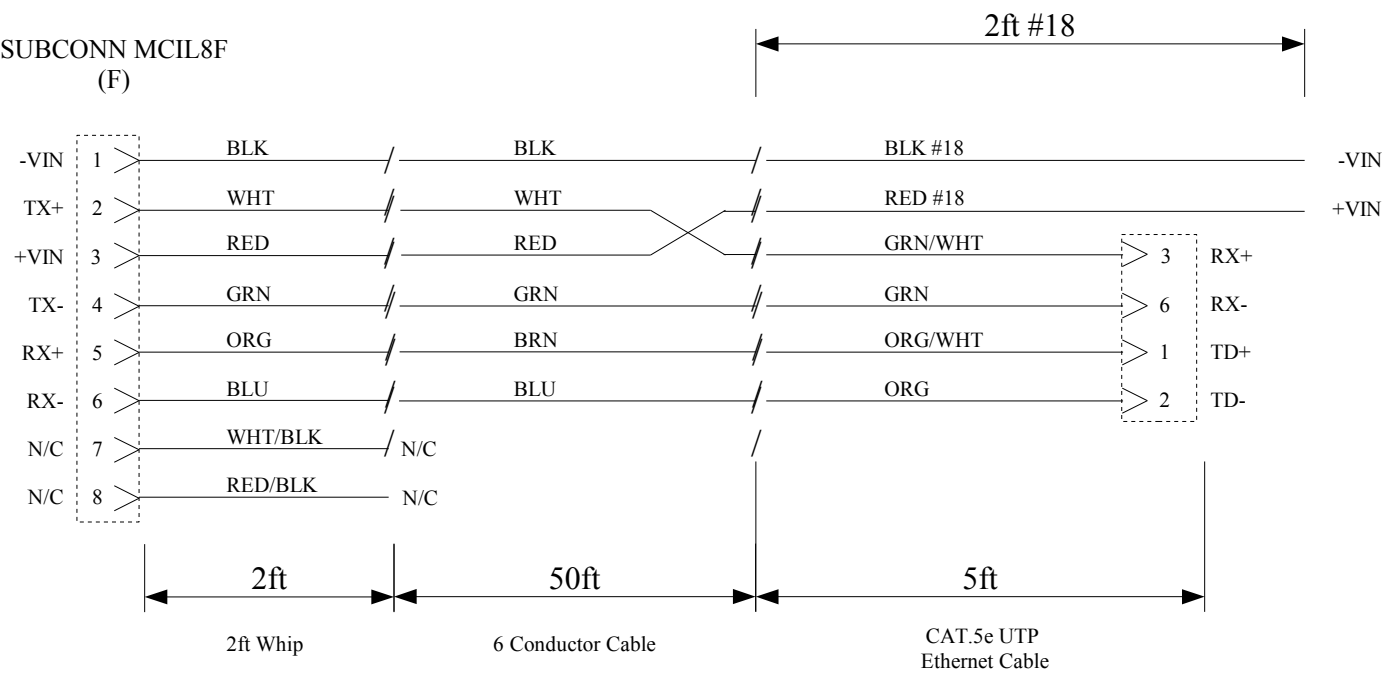 2ft #18
SUBCONN MCIL8F
(F)
-VIN 1 BLK BLK BLK #18 -VIN
TX+ 2 WHT WHT RED #18 +VIN
+VIN 3 RED RED GRN/WHT 3 RX+
TX- 4 GRN GRN GRN 6 RX-
RX+ 5 ORG BRN ORG/WHT 1 TD+
RX- 6 BLU BLU ORG 2 TD-
N/C 7 WHT/BLK N/C
N/C 8 RED/BLK N/C
2ft 50ft 5ft
2ft Whip 6 Conductor Cable CAT.5e UTP
Ethernet Cable